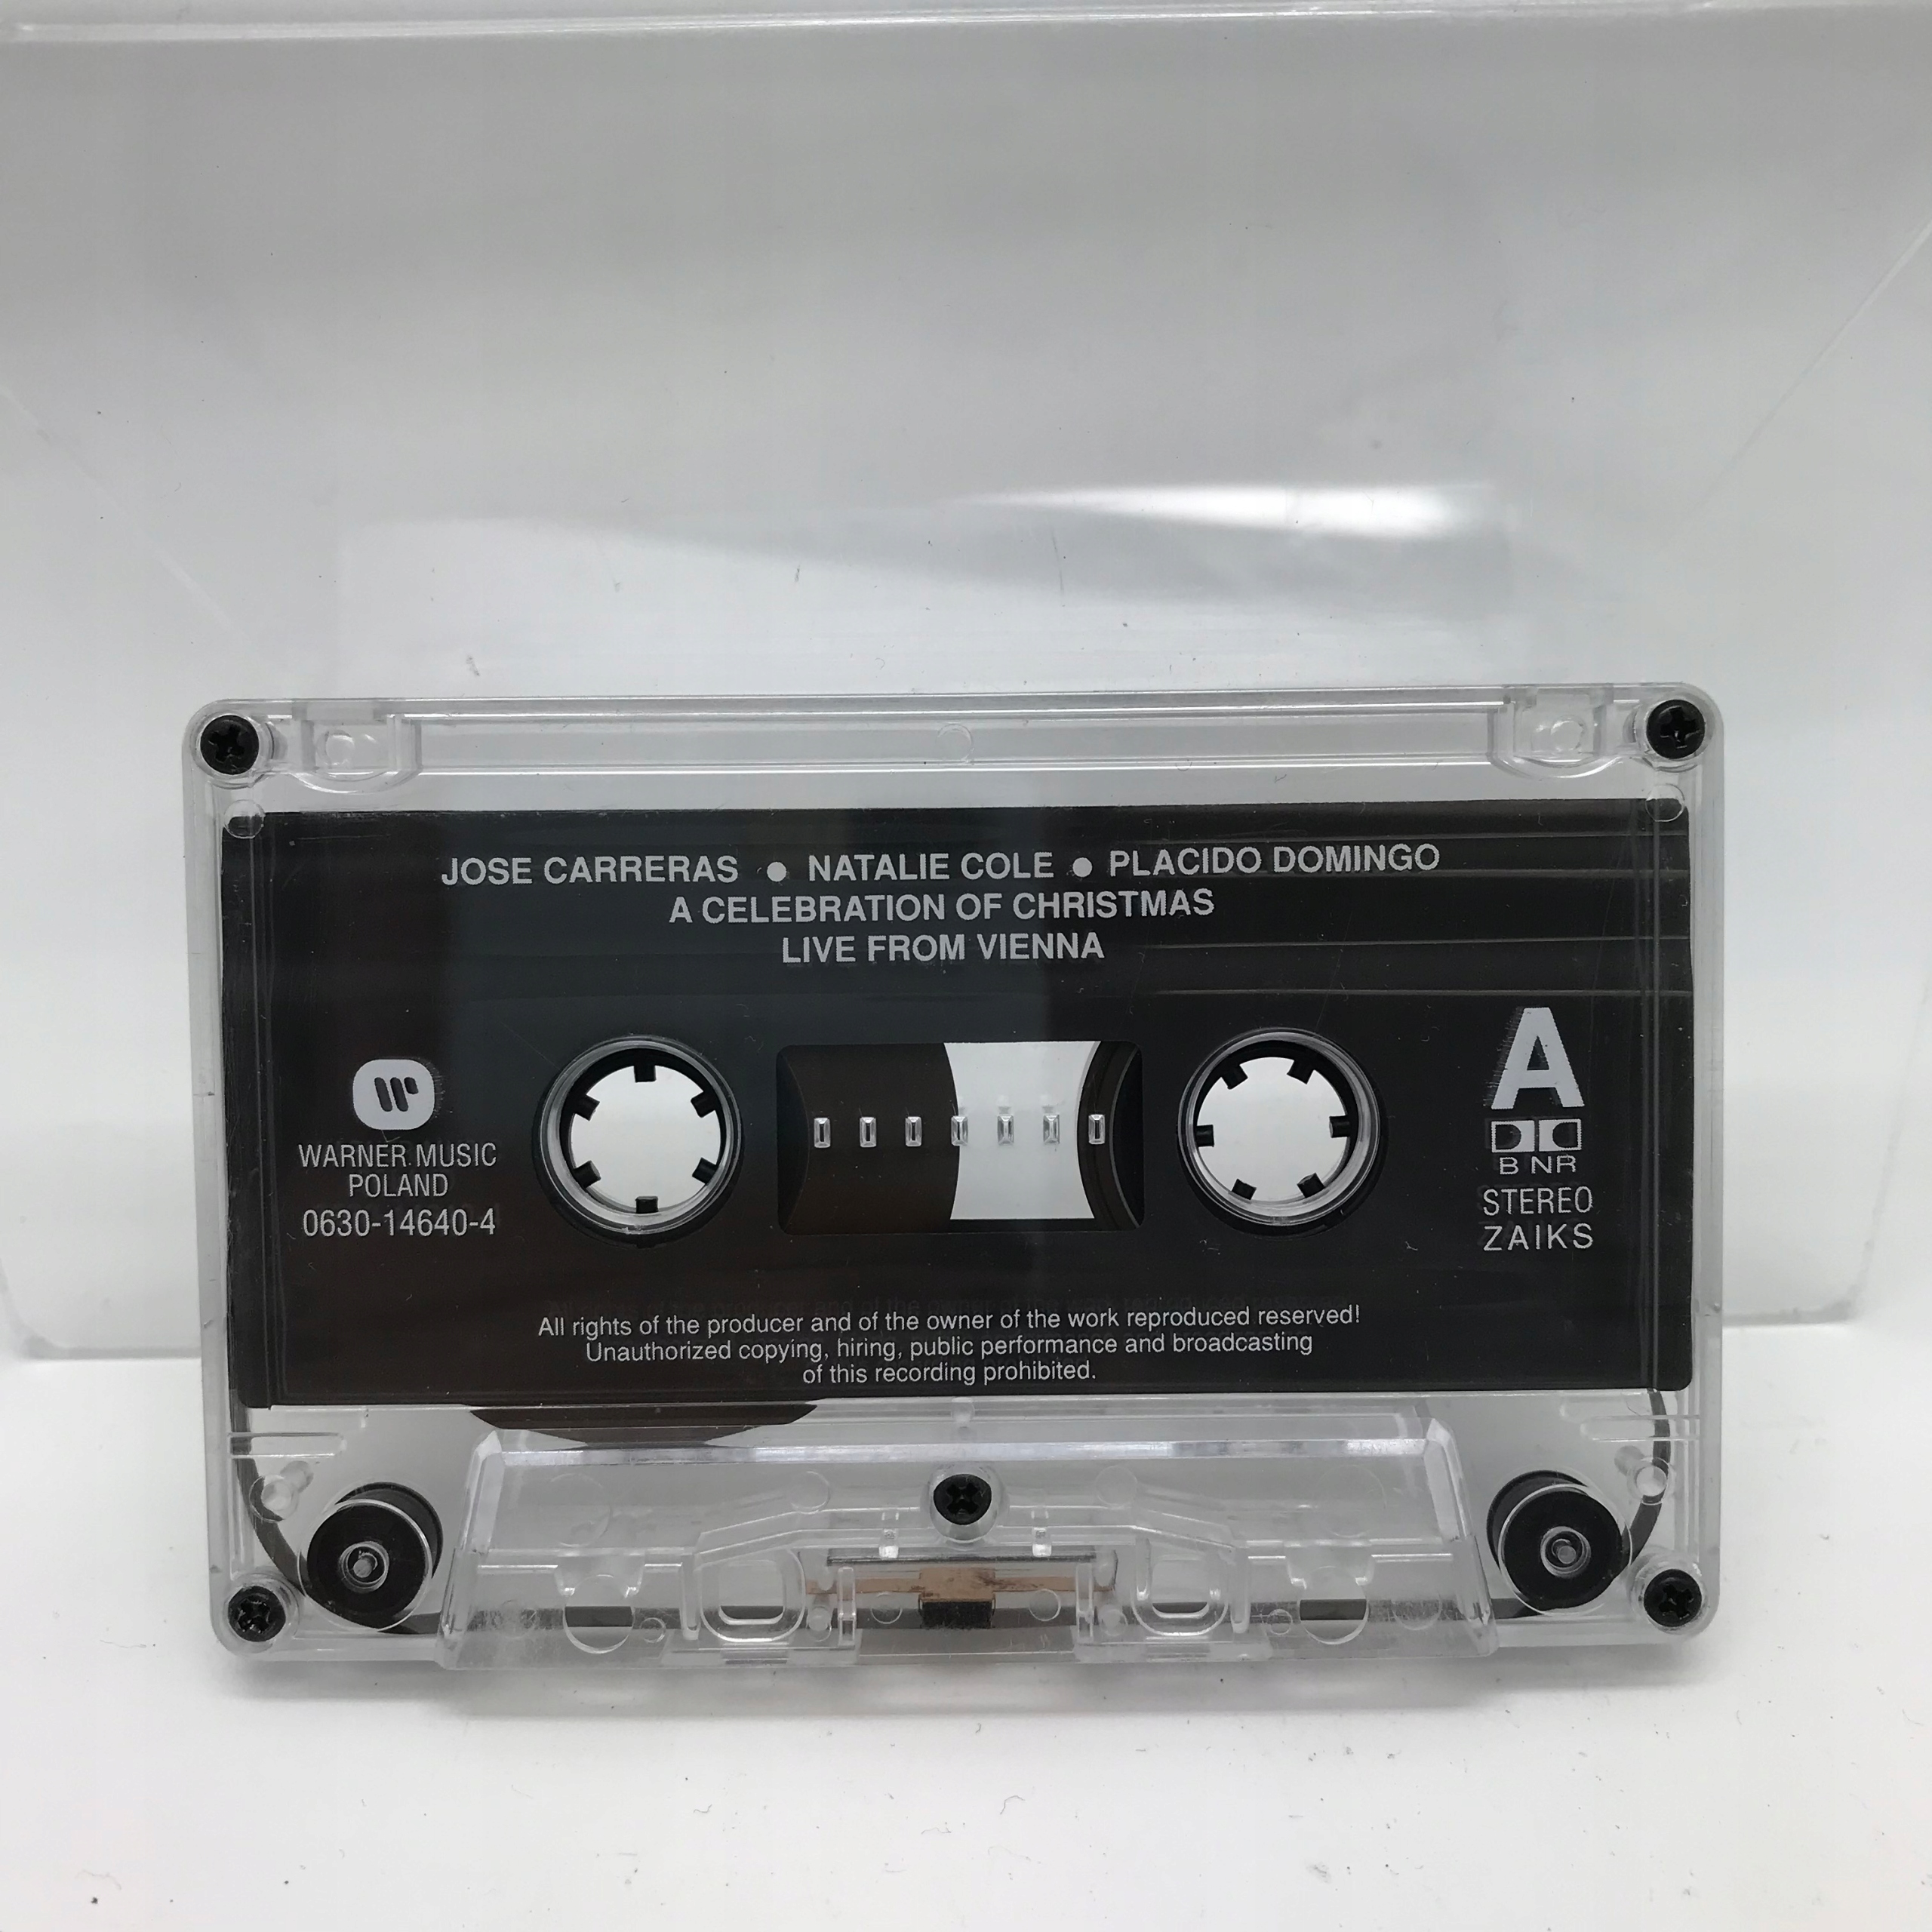 JOSE CARRERAS ● NATALIE COLE ● PLACIDO DOMINGO
A CELEBRATION OF CHRISTMAS
LIVE FROM VIENNA
WARNER MUSIC
POLAND
0630-14640-4
A
B NR
STEREO
ZAIKS
All rights of the producer and of the owner of the work reproduced reserved!
Unauthorized copying, hiring, public performance and broadcasting
of this recording prohibited.